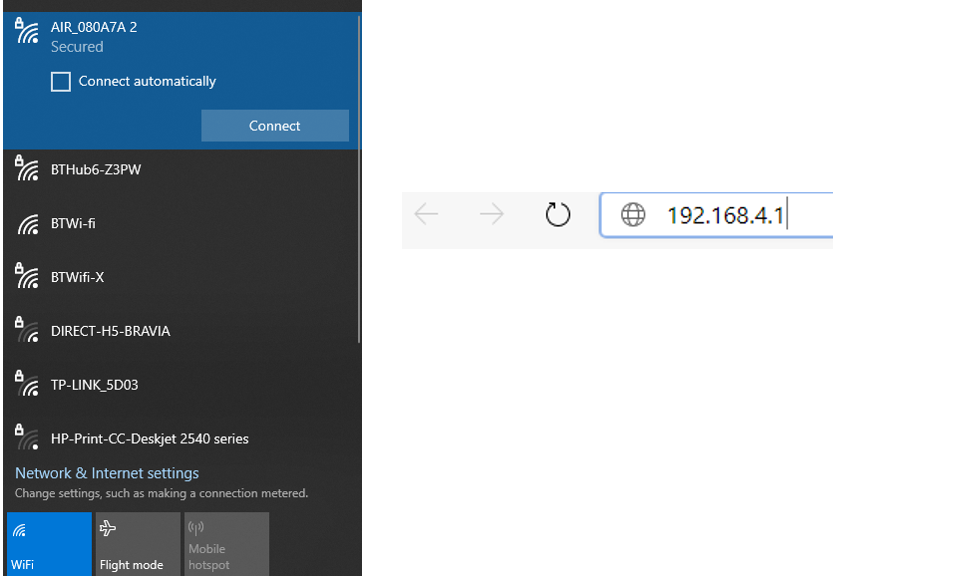 AIR_080A7A 2
Secured
Connect automatically
Connect
BTHub6-Z3PW
BTWi-fi
BTWifi-X
DIRECT-H5-BRAVIA
TP-LINK_5D03
HP-Print-CC-Deskjet 2540 series
Network & Internet settings
Change settings, such as making a connection metered.
WiFi
Flight mode
Mobile
hotspot
192.168.4.1